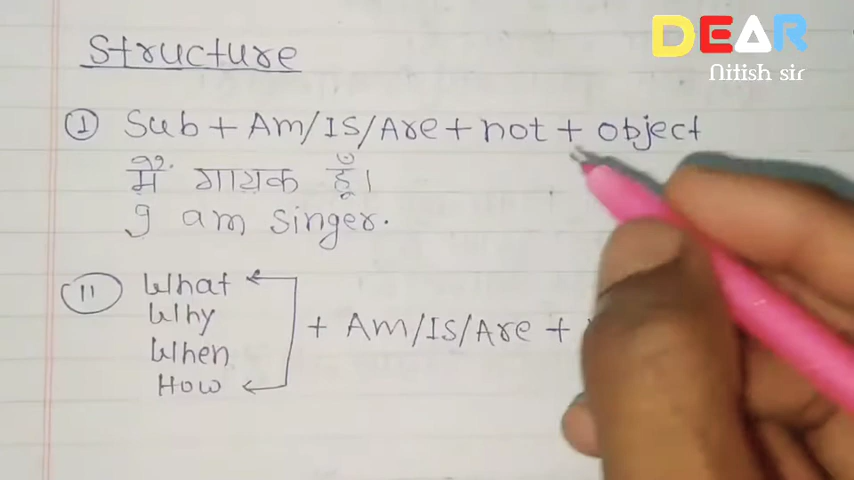 DEAR
Nitish sir
Structure
① Sub + Am/Is/Are + not + object
मैं गायक हूँ।
I am singer.
II What
Why
When
How
+ Am/Is/Are +